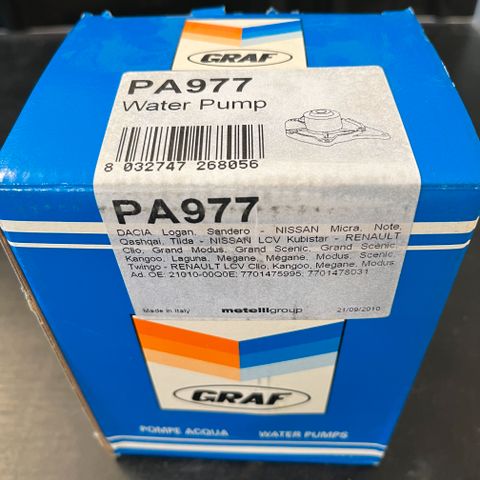 GRAF
PA977
Water Pump
8 032747 268056
PA977
DACIA Logan, Sandero - NISSAN Micra, Note,
Qashqai, Tiida - NISSAN LCV Kubistar - RENAULT
Clio, Grand Modus, Grand Scenic, Grand Scénic,
Kangoo, Laguna, Megane, Mégane, Modus, Scenic,
Twingo - RENAULT LCV Clio, Kangoo, Megane, Modus
Ad. OE: 21010-00Q0E; 7701475995; 7701478031
Made in Italy metelligroup 21/09/2010
GRAF
POMPE ACQUA WATER PUMPS